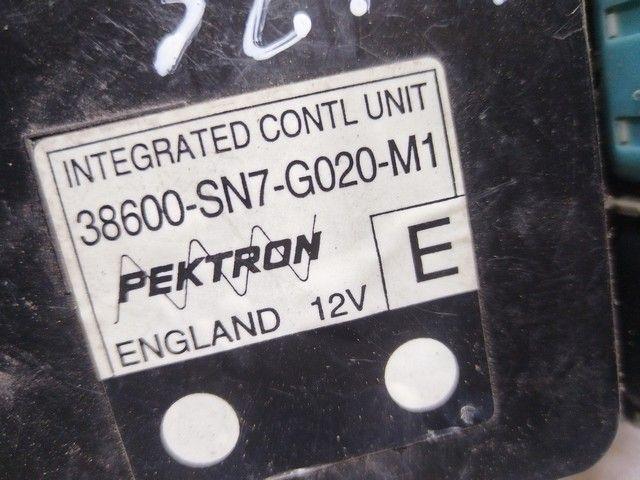 INTEGRATED CONTL UNIT
38600-SN7-G020-M1
PEKTRON
E
ENGLAND 12V